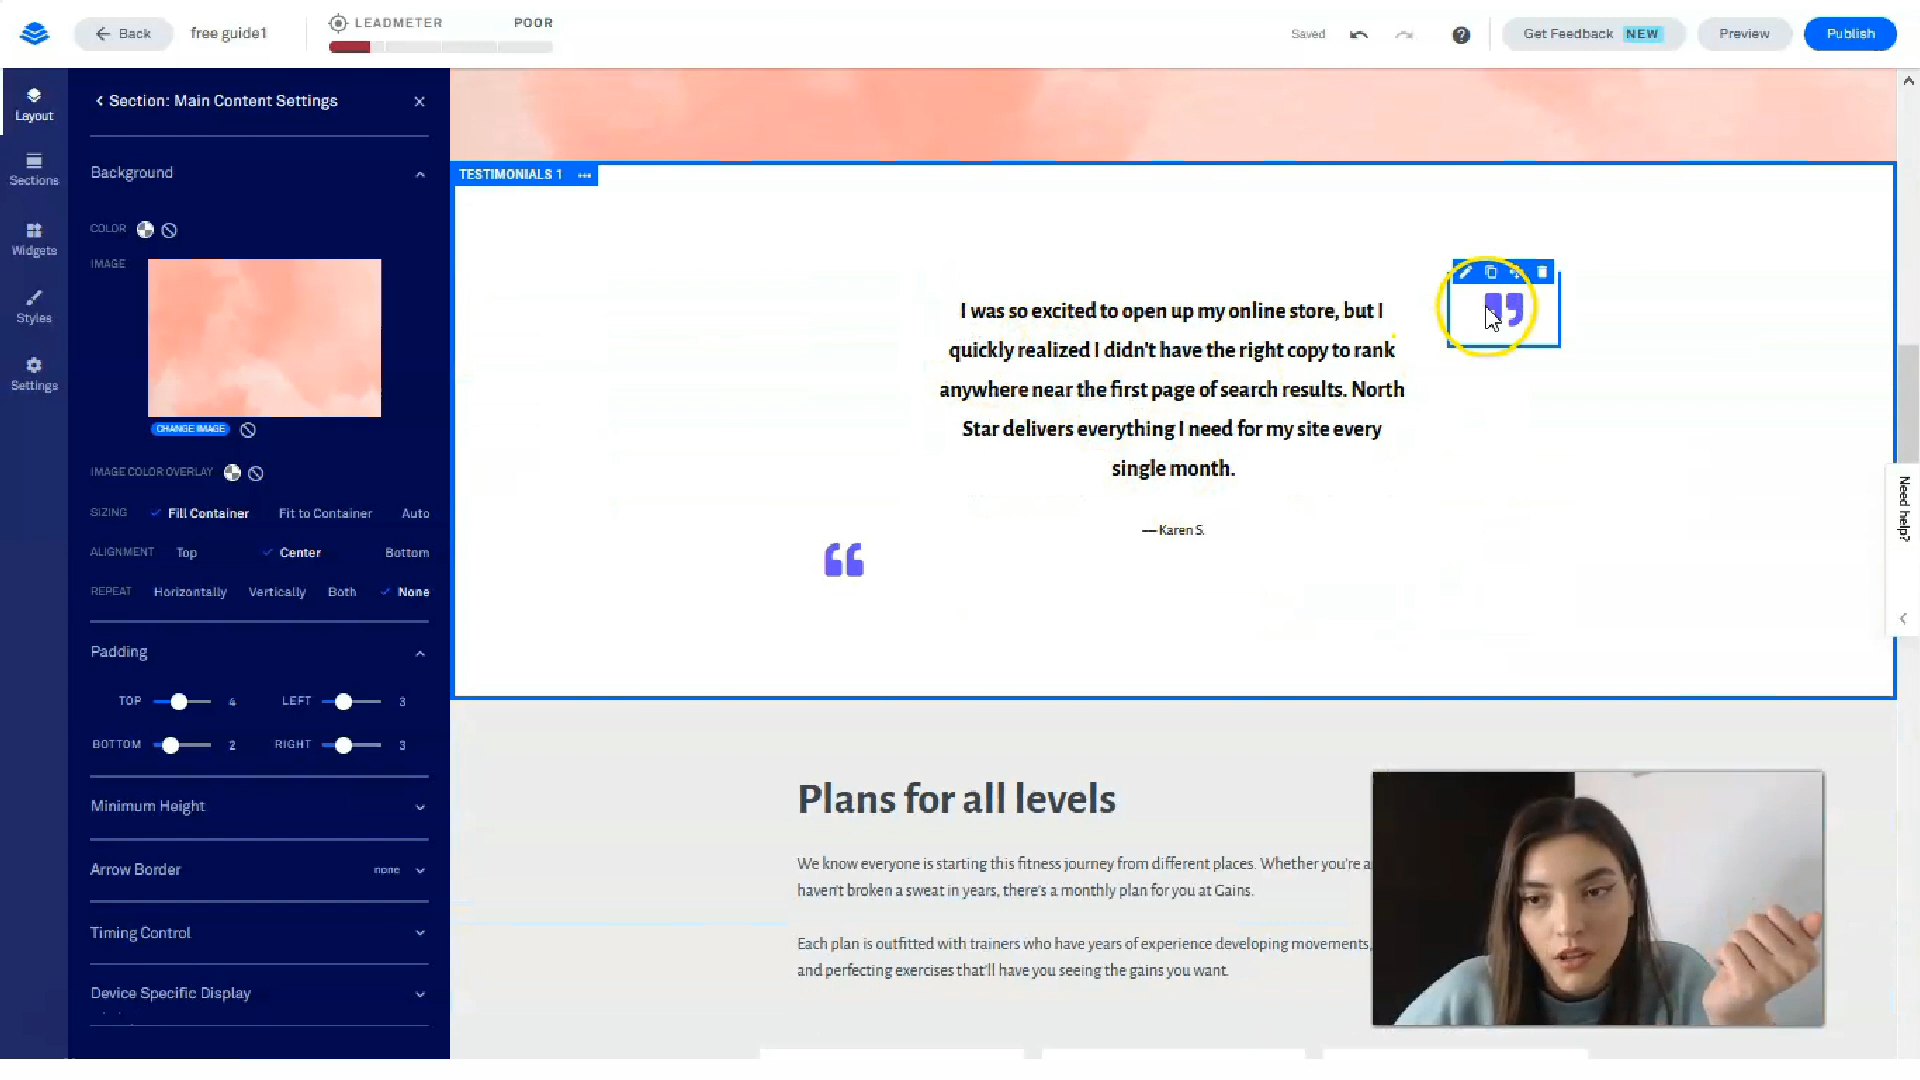 Back
free guide1
LEADMETER POOR
Saved
Get Feedback NEW
Preview
Publish
Layout
Sections
Widgets
Styles
Settings
Section: Main Content Settings
Background
COLOR
IMAGE
CHANGE IMAGE
IMAGE COLOR OVERLAY
SIZING Fill Container Fit to Container Auto
ALIGNMENT Top Center Bottom
REPEAT Horizontally Vertically Both None
Padding
TOP 4 LEFT 3
BOTTOM 2 RIGHT 3
Minimum Height
Arrow Border none
Timing Control
Device Specific Display
TESTIMONIALS 1 ...
I was so excited to open up my online store, but I
quickly realized I didn't have the right copy to rank
anywhere near the first page of search results. North
Star delivers everything I need for my site every
single month.
— Karen S.
Plans for all levels
We know everyone is starting this fitness journey from different places. Whether you're a
haven't broken a sweat in years, there's a monthly plan for you at Gains.
Each plan is outfitted with trainers who have years of experience developing movements,
and perfecting exercises that'll have you seeing the gains you want.
Need help?